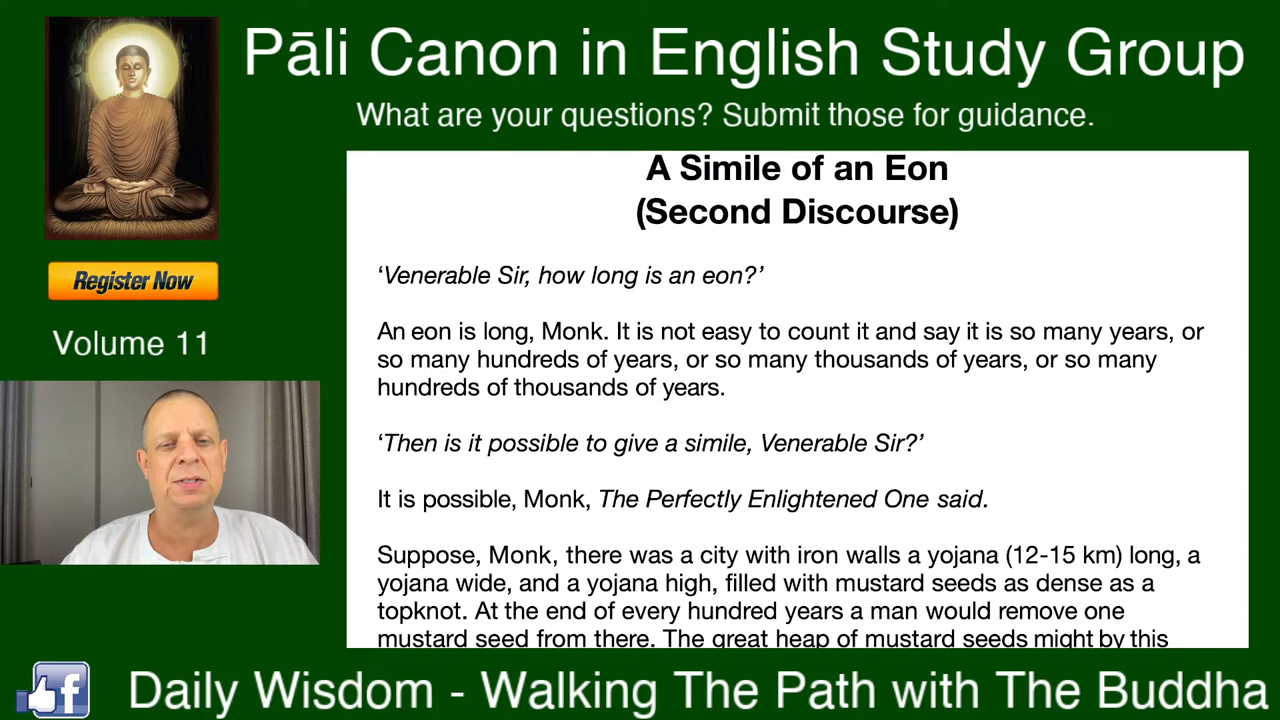 Pāli Canon in English Study Group
What are your questions? Submit those for guidance.
Register Now
Volume 11
A Simile of an Eon
(Second Discourse)
‘Venerable Sir, how long is an eon?’
An eon is long, Monk. It is not easy to count it and say it is so many years, or
so many hundreds of years, or so many thousands of years, or so many
hundreds of thousands of years.
‘Then is it possible to give a simile, Venerable Sir?’
It is possible, Monk, The Perfectly Enlightened One said.
Suppose, Monk, there was a city with iron walls a yojana (12-15 km) long, a
yojana wide, and a yojana high, filled with mustard seeds as dense as a
topknot. At the end of every hundred years a man would remove one
mustard seed from there. The great heap of mustard seeds might by this
f
Daily Wisdom - Walking The Path with The Buddha